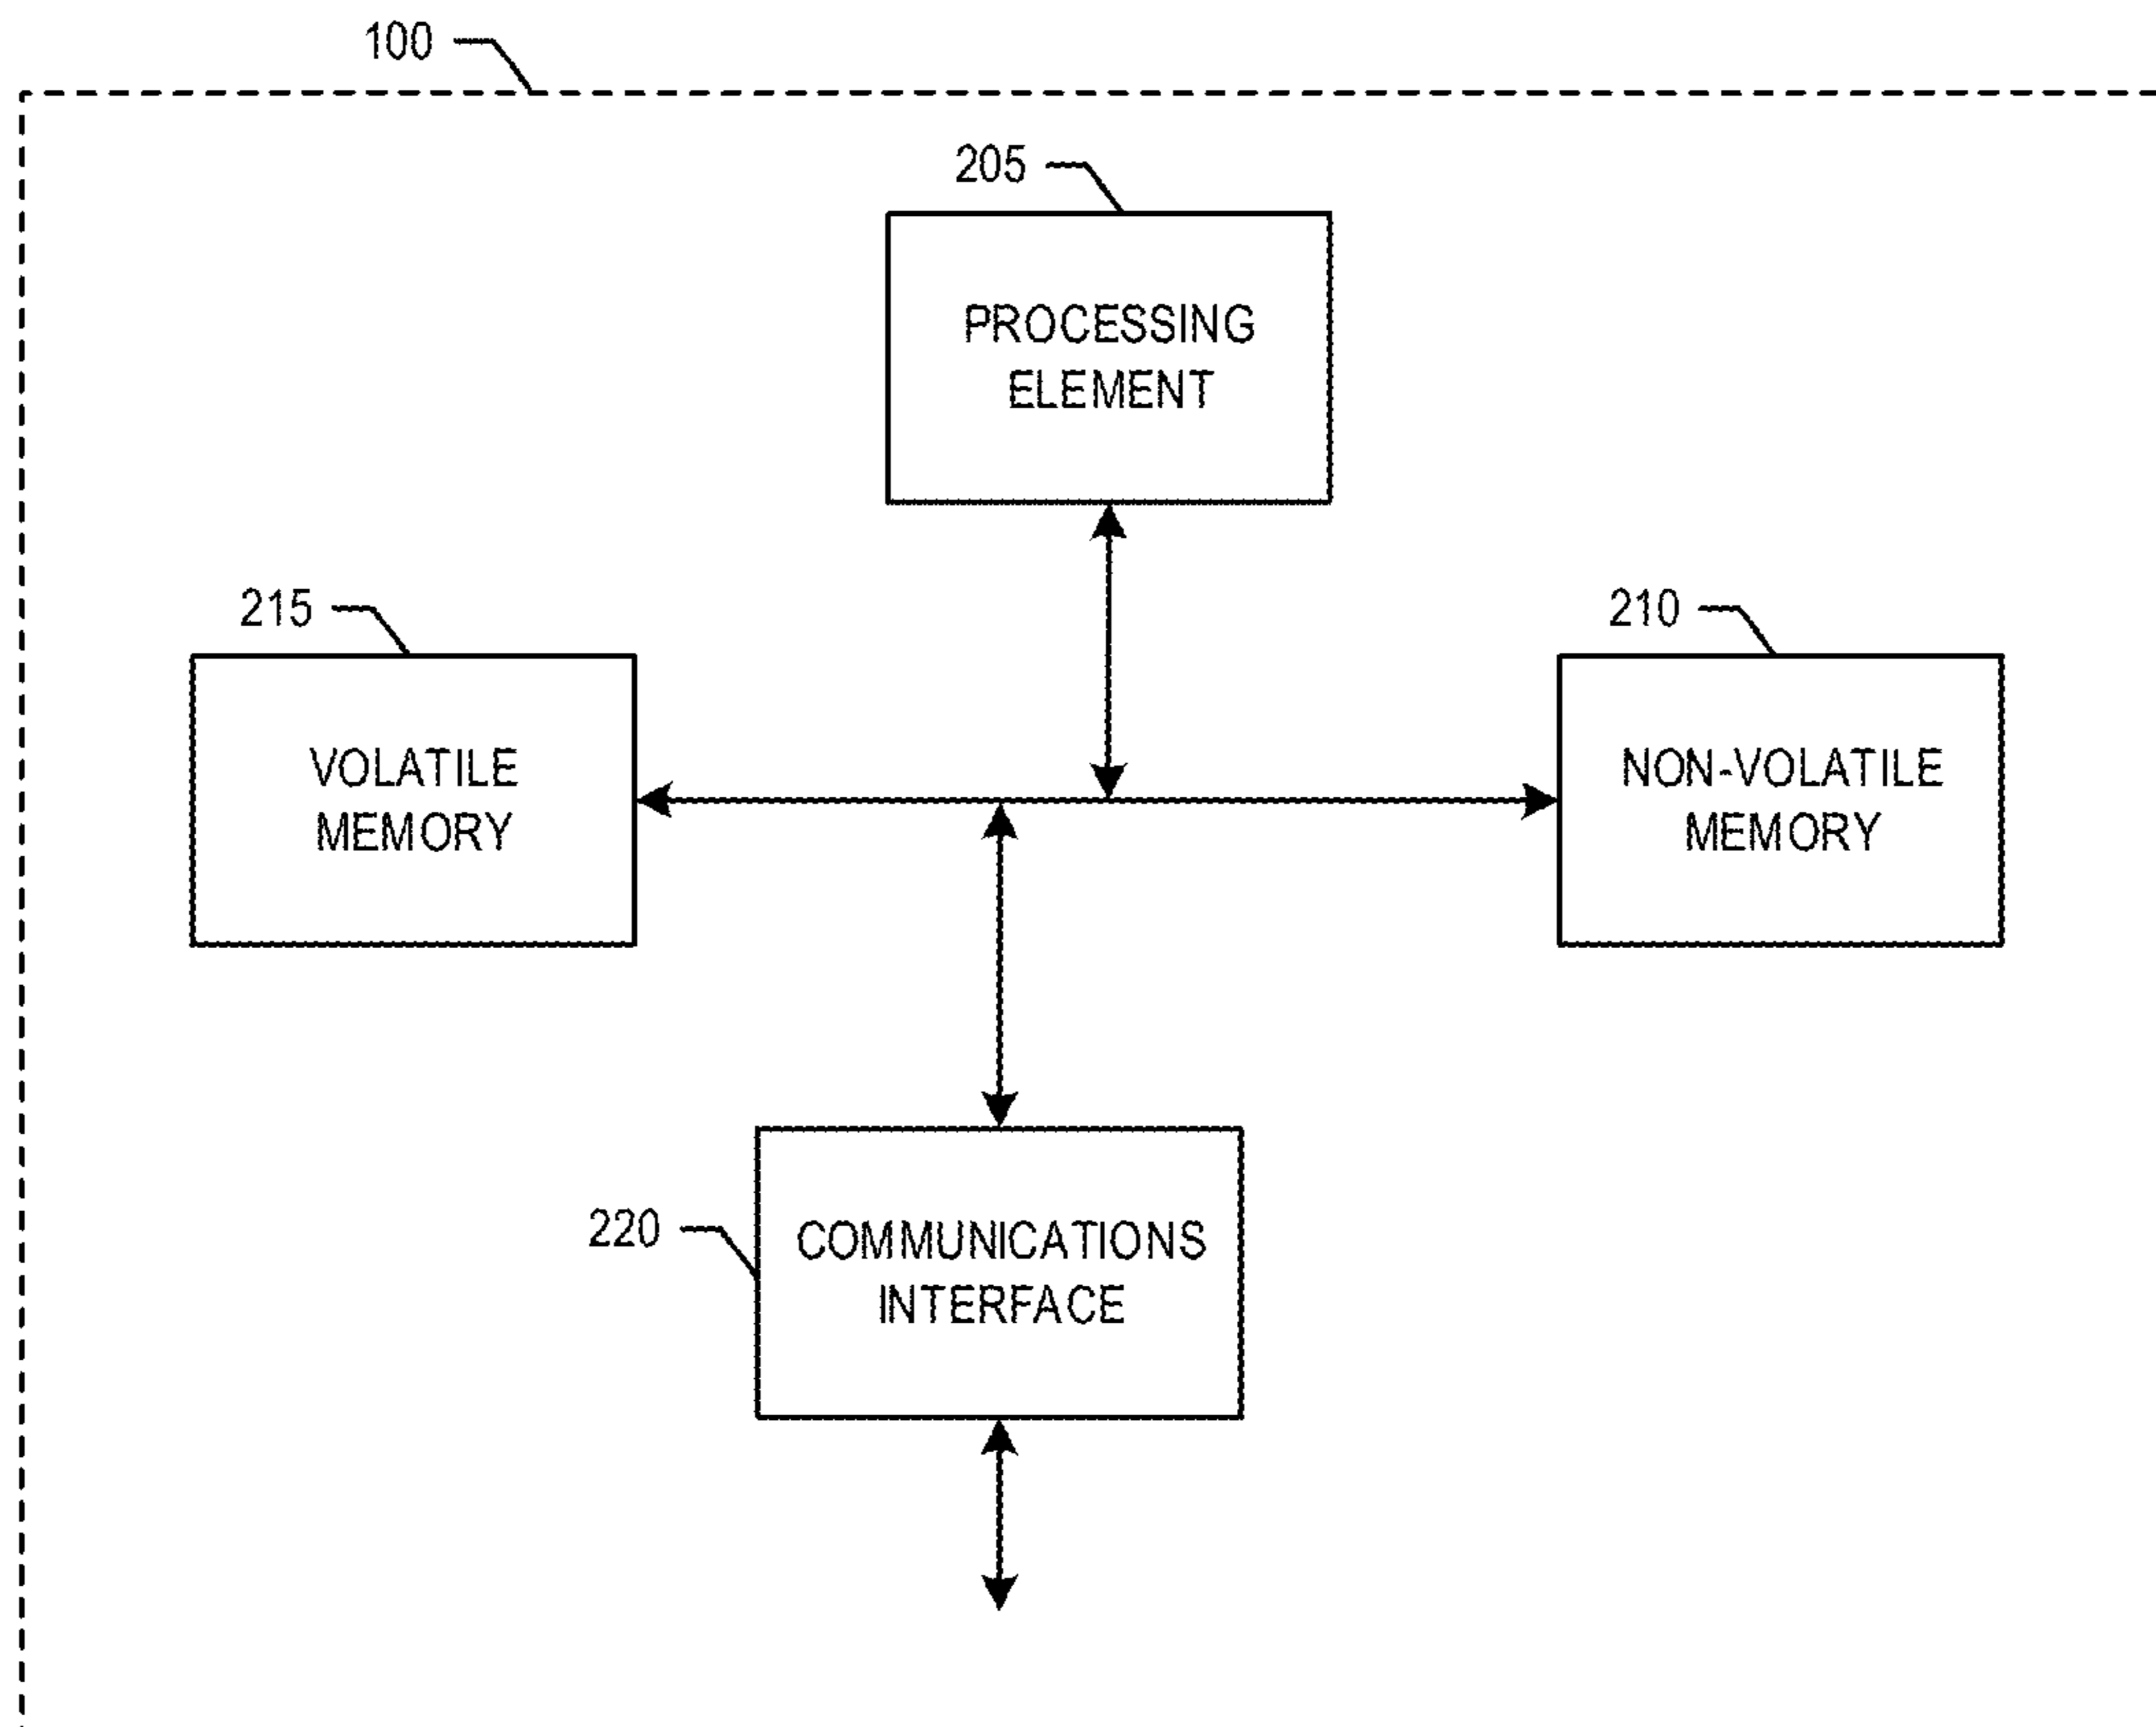 100
205
PROCESSING
ELEMENT
215
210
VOLATILE
MEMORY
NON-VOLATILE
MEMORY
220
COMMUNICATIONS
INTERFACE